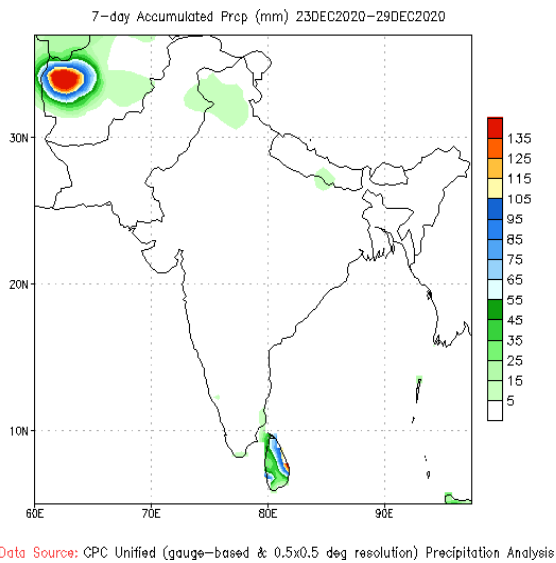 7-day Accumulated Prcp (mm) 23DEC2020-29DEC2020
30N
20N
10N
60E 70E 80E 90E
135
125
115
105
95
85
75
65
55
45
35
25
15
5
Data Source: CPC Unified (gauge-based & 0.5x0.5 deg resolution) Precipitation Analysis